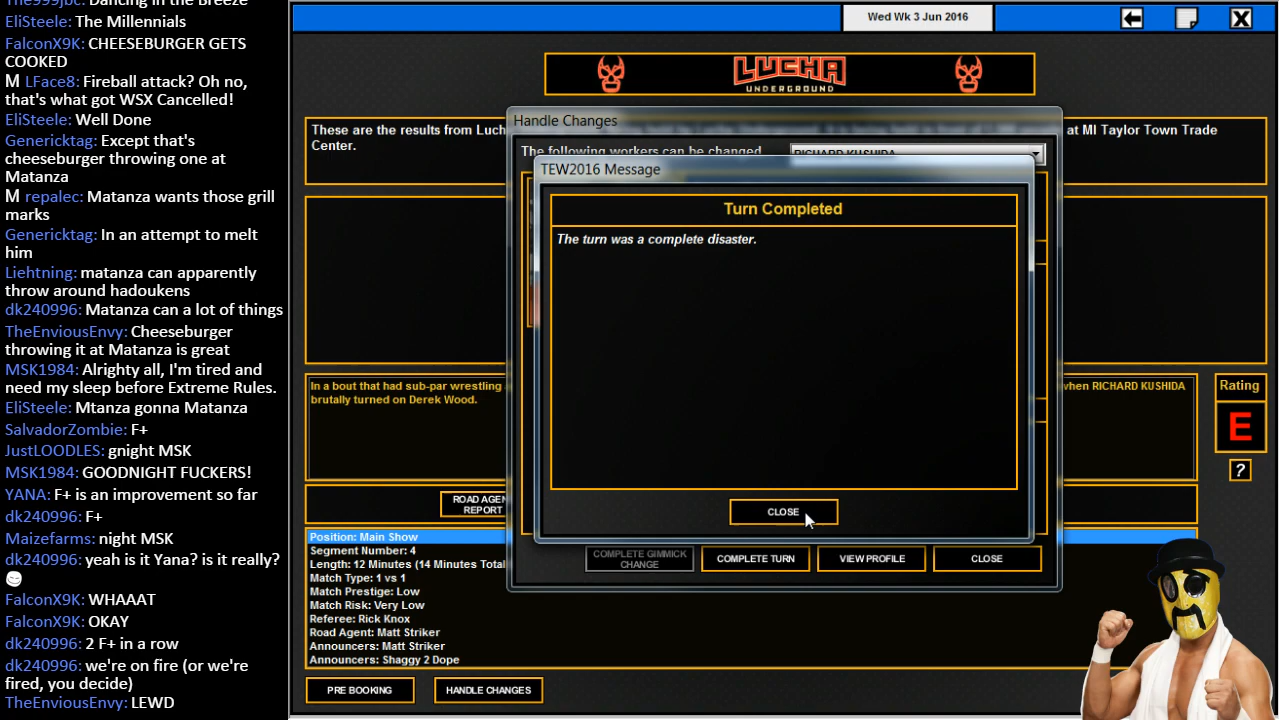 The999jbc: Dancing in the Breeze
EliSteele: The Millennials
FalconX9K: CHEESEBURGER GETS
COOKED
M LFace8: Fireball attack? Oh no,
that's what got WSX Cancelled!
EliSteele: Well Done
Genericktag: Except that's
cheeseburger throwing one at
Matanza
M repalec: Matanza wants those grill
marks
Genericktag: In an attempt to melt
him
Liehtning: matanza can apparently
throw around hadoukens
dk240996: Matanza can a lot of things
TheEnviousEnvy: Cheeseburger
throwing it at Matanza is great
MSK1984: Alrighty all, I'm tired and
need my sleep before Extreme Rules.
EliSteele: Mtanza gonna Matanza
SalvadorZombie: F+
JustLOODLES: gnight MSK
MSK1984: GOODNIGHT FUCKERS!
YANA: F+ is an improvement so far
dk240996: F+
Maizefarms: night MSK
dk240996: yeah is it Yana? is it really?
FalconX9K: WHAAAT
FalconX9K: OKAY
dk240996: 2 F+ in a row
dk240996: we're on fire (or we're
fired, you decide)
TheEnviousEnvy: LEWD
Wed Wk 3 Jun 2016
LUCHA
UNDERGROUND
These are the results from Luch
at MI Taylor Town Trade
Center.
Handle Changes
The following workers can be changed
RICHARD KUSHIDA
TEW2016 Message
Turn Completed
The turn was a complete disaster.
CLOSE
In a bout that had sub-par wrestling
when RICHARD KUSHIDA
brutally turned on Derek Wood.
Rating
E
?
ROAD AGEN
REPORT
COMPLETE GIMMICK
CHANGE
COMPLETE TURN
VIEW PROFILE
CLOSE
Position: Main Show
Segment Number: 4
Length: 12 Minutes (14 Minutes Total
Match Type: 1 vs 1
Match Prestige: Low
Match Risk: Very Low
Referee: Rick Knox
Road Agent: Matt Striker
Announcers: Matt Striker
Announcers: Shaggy 2 Dope
PRE BOOKING
HANDLE CHANGES